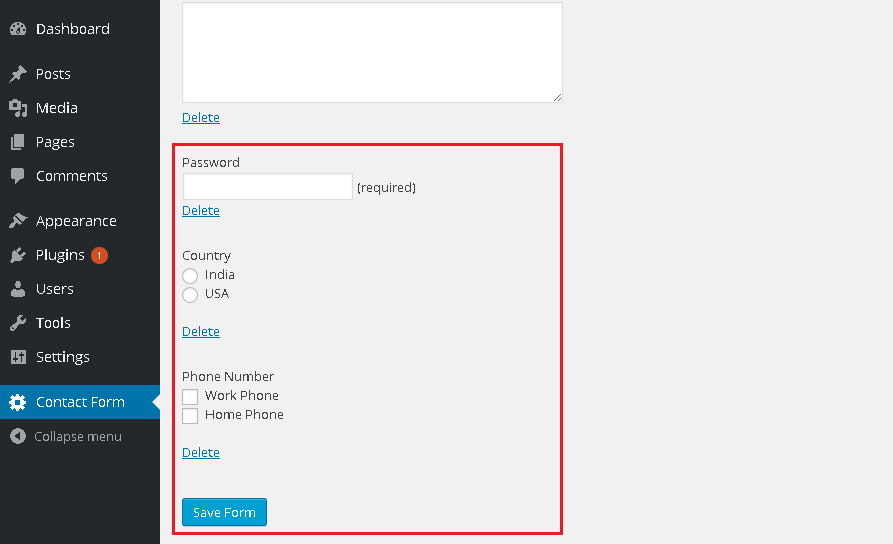 Dashboard
Posts
Media
Pages
Comments
Appearance
Plugins 1
Users
Tools
Settings
Contact Form
Collapse menu
Delete
Password
(required)
Delete
Country
India
USA
Delete
Phone Number
Work Phone
Home Phone
Delete
Save Form